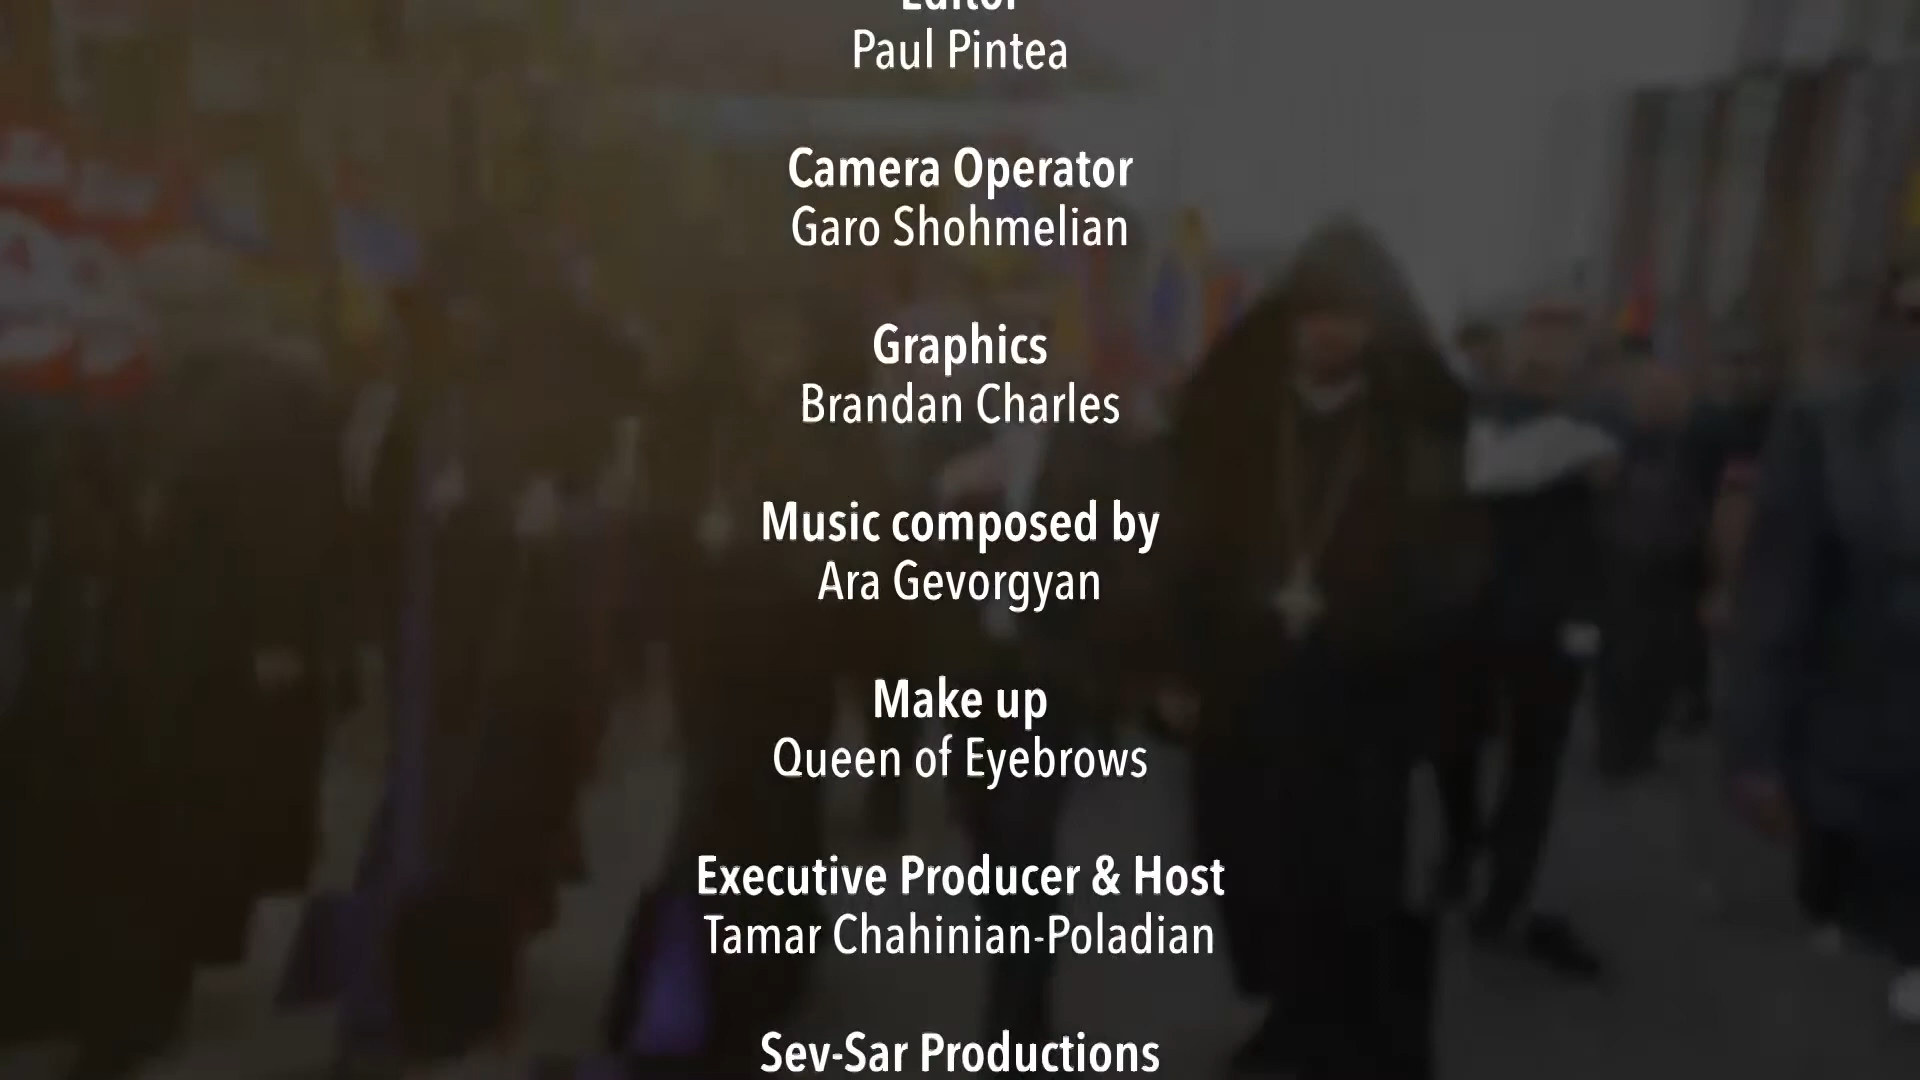 Editor
Paul Pintea
Camera Operator
Garo Shohmelian
Graphics
Brandan Charles
Music composed by
Ara Gevorgyan
Make up
Queen of Eyebrows
Executive Producer & Host
Tamar Chahinian-Poladian
Sev-Sar Productions